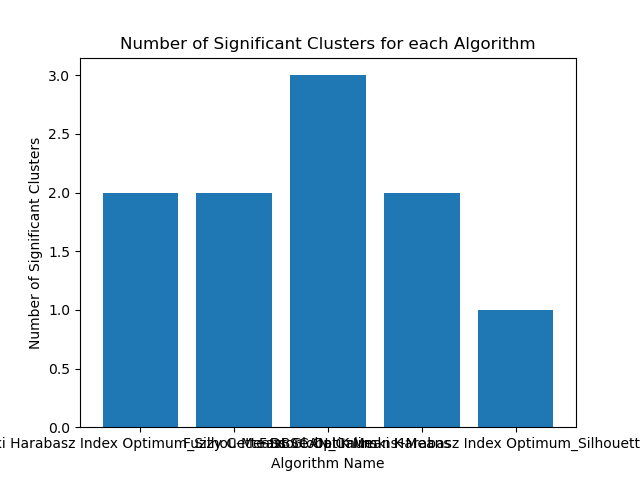 Number of Significant Clusters for each Algorithm
3.0
2.5
2.0
1.5
1.0
0.5
0.0
Number of Significant Clusters
Harabasz Index Optimum
Harabasz Index Optimum_Silhouett
Algorithm Name